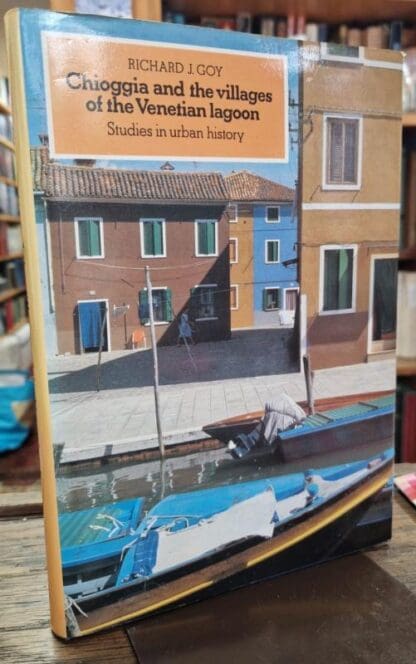 RICHARD J. GOY
Chioggia and the villages
of the Venetian lagoon
Studies in urban history